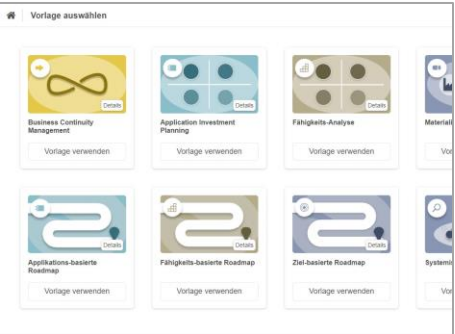 Vorlage auswählen
Details
Details
Details
Business Continuity
Management
Application Investment
Planning
Fähigkeits-Analyse
Materiali
Vorlage verwenden
Vorlage verwenden
Vorlage verwenden
Vor
Details
Details
Details
Applikations-basierte
Roadmap
Fähigkeits-basierte Roadmap
Ziel-basierte Roadmap
Systemis
Vorlage verwenden
Vorlage verwenden
Vorlage verwenden
Vor